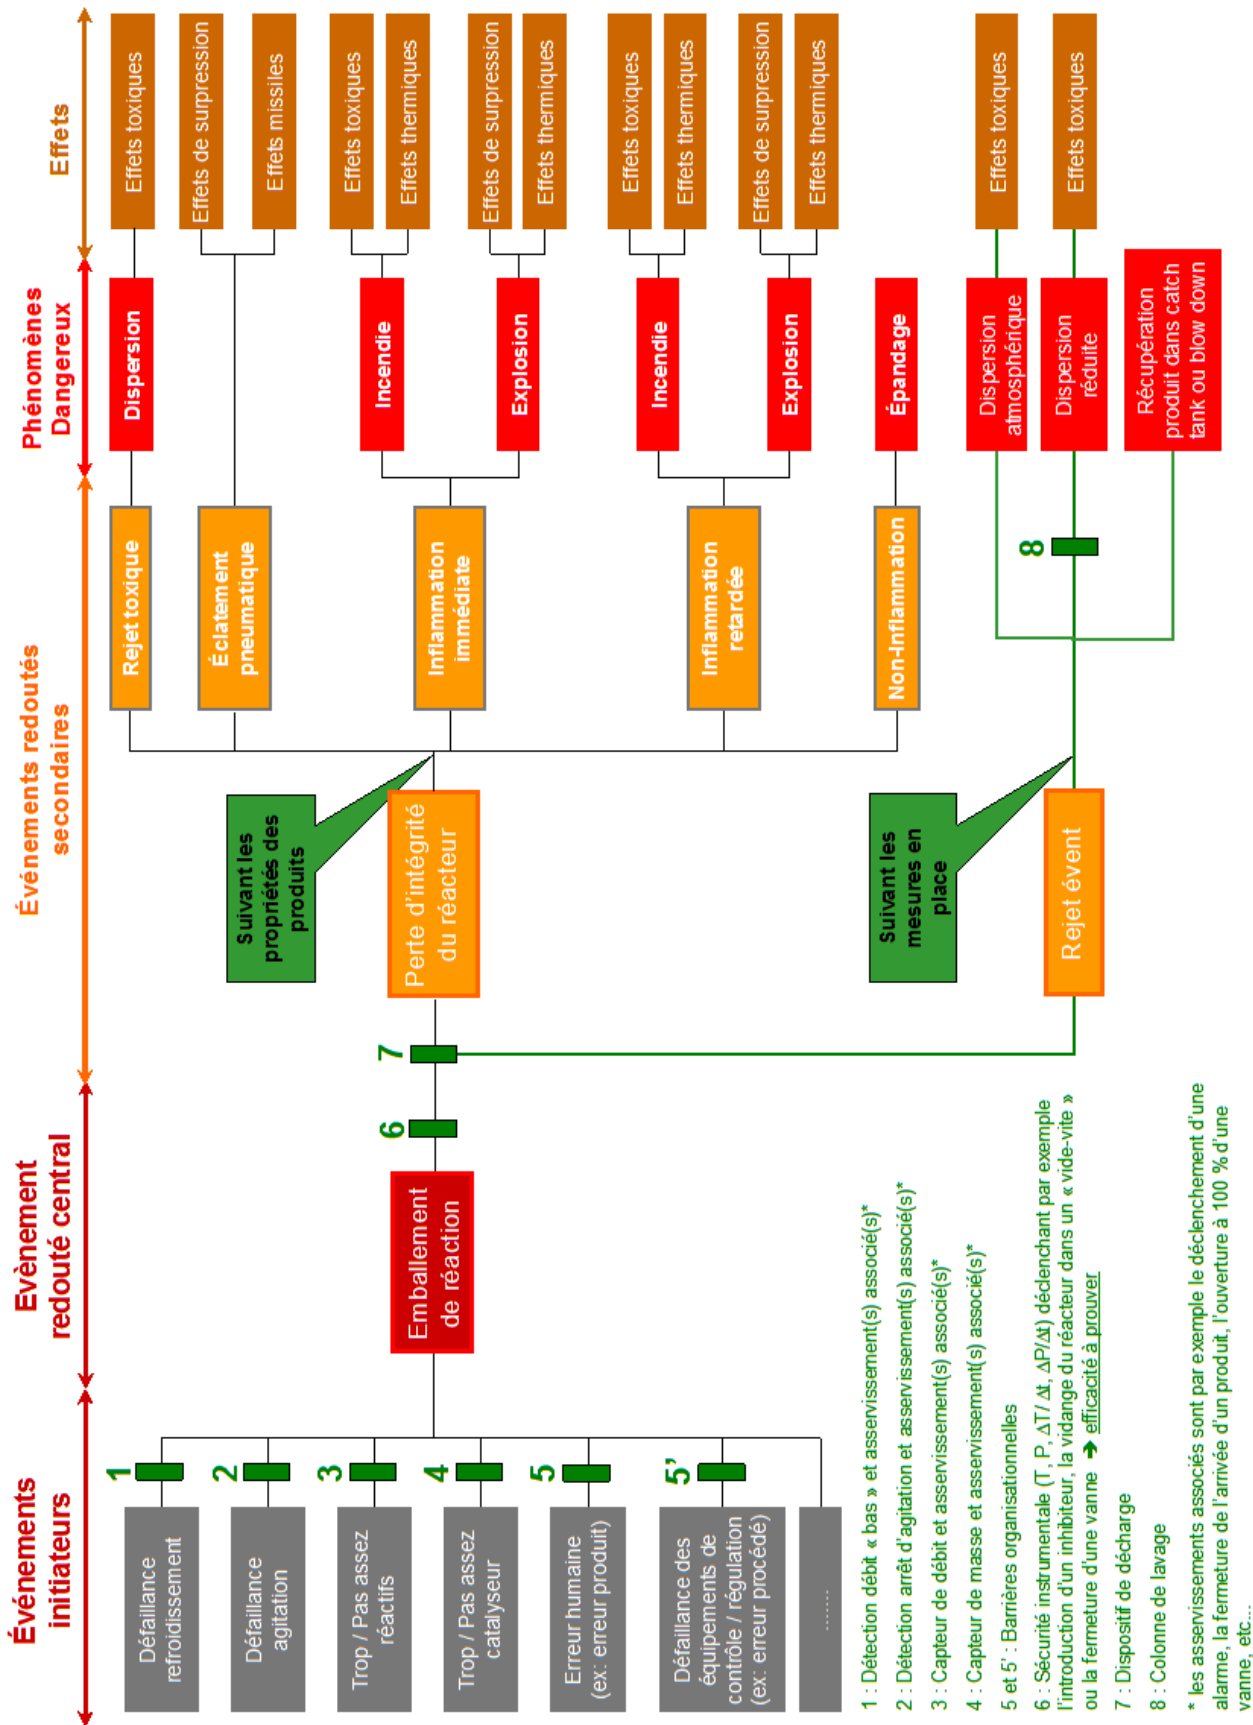 Événements
initiateurs
Evènement
redouté central
Événements redoutés
secondaires
Phénomènes
Dangereux
Effets
Défaillance
refroidissement
Défaillance
agitation
Trop / Pas assez
réactifs
Trop / Pas assez
catalyseur
Erreur humaine
(ex: erreur produit)
Défaillance des
équipements de
contrôle / régulation
(ex: erreur procédé)
........
1
2
3
4
5
5'
Emballement
de réaction
6
7
Suivant les
propriétés des
produits
Perte d'intégrité
du réacteur
Suivant les
mesures en
place
Rejet évent
Rejet toxique
Éclatement
pneumatique
Inflammation
immédiate
Inflammation
retardée
Non-Inflammation
8
Dispersion
Incendie
Explosion
Incendie
Explosion
Épandage
Dispersion
atmosphérique
Dispersion
réduite
Récupération
produit dans catch
tank ou blow down
Effets toxiques
Effets de surpression
Effets missiles
Effets toxiques
Effets thermiques
Effets de surpression
Effets thermiques
Effets toxiques
Effets thermiques
Effets de surpression
Effets thermiques
Effets toxiques
Effets toxiques
1 : Détection débit « bas » et asservissement(s) associé(s)*
2 : Détection arrêt d'agitation et asservissement(s) associé(s)*
3 : Capteur de débit et asservissement(s) associé(s)*
4 : Capteur de masse et asservissement(s) associé(s)*
5 et 5' : Barrières organisationnelles
6 : Sécurité instrumentale (T, P, ΔT/ Δt, ΔP/Δt) déclenchant par exemple
l'introduction d'un inhibiteur, la vidange du réacteur dans un « vide-vite »
ou la fermeture d'une vanne ➔ efficacité à prouver
7 : Dispositif de décharge
8 : Colonne de lavage
* les asservissements associés sont par exemple le déclenchement d'une
alarme, la fermeture de l'arrivée d'un produit, l'ouverture à 100 % d'une
vanne, etc...